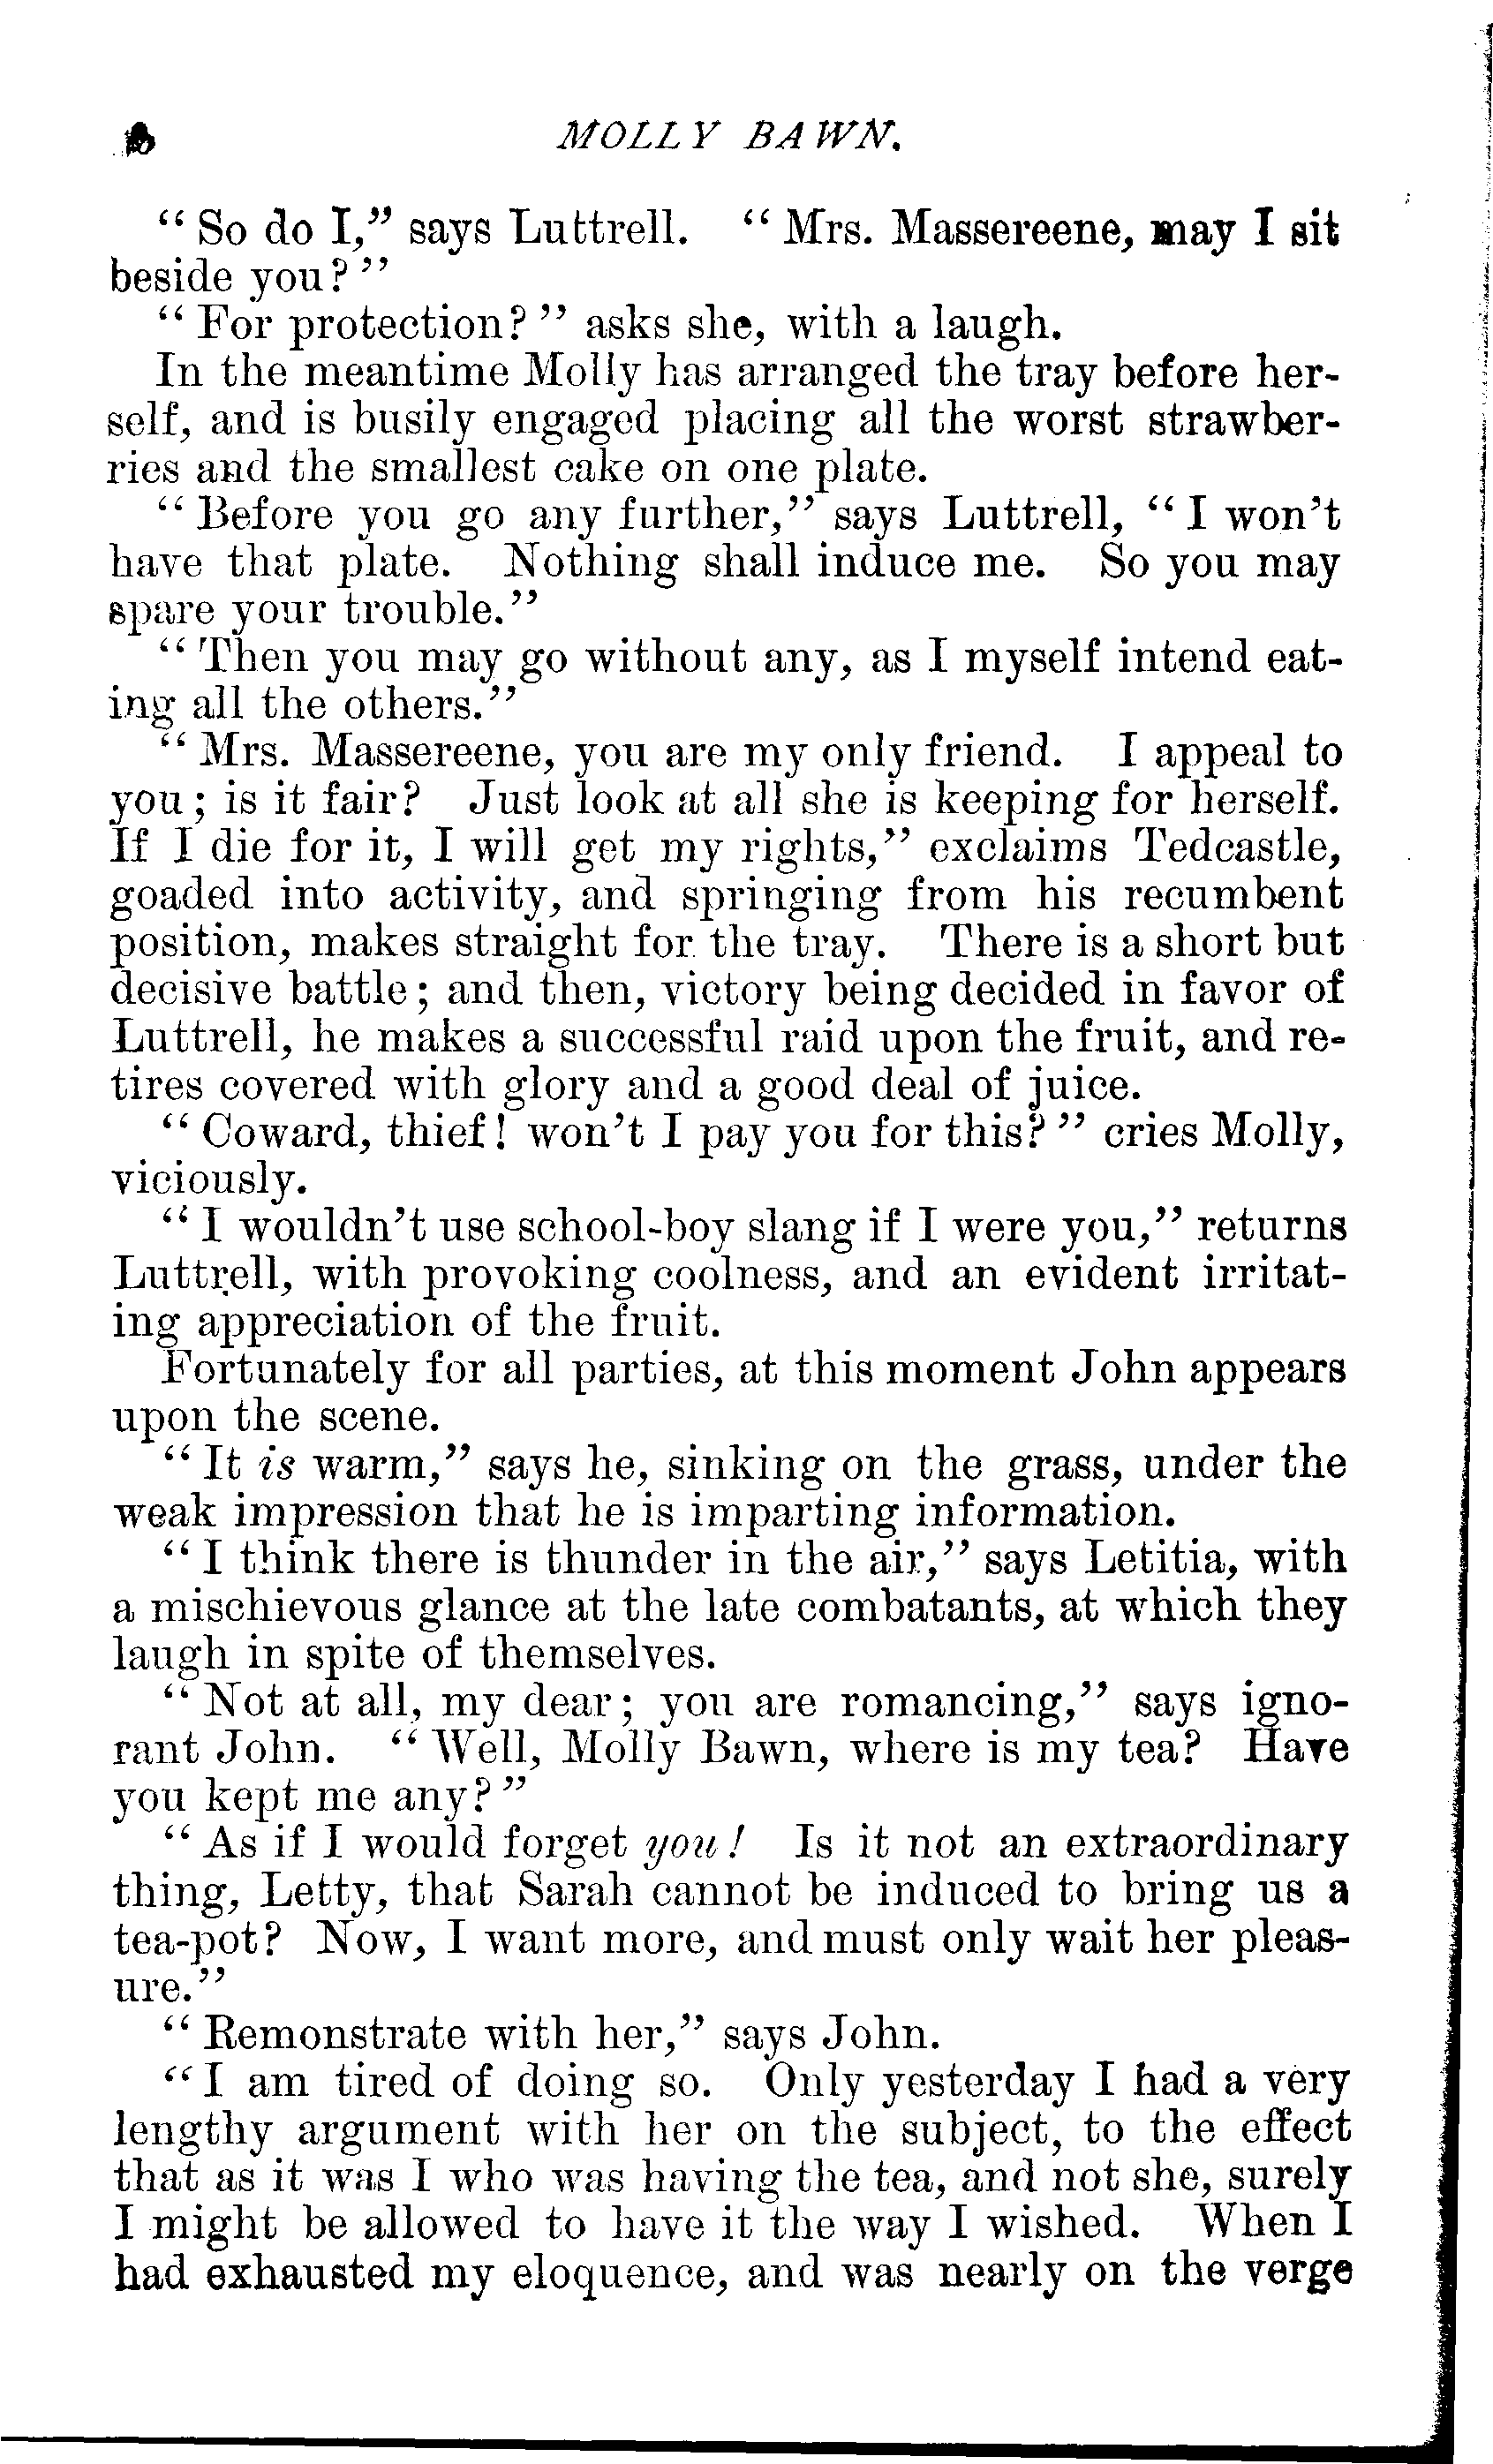 MOLLY BAWN.
“So do I,” says Luttrell. “Mrs. Massereene, may I sit
beside you?”
“For protection?” asks she, with a laugh.
In the meantime Molly has arranged the tray before her-
self, and is busily engaged placing all the worst strawber-
ries and the smallest cake on one plate.
“Before you go any further,” says Luttrell, “I won’t
have that plate. Nothing shall induce me. So you may
spare your trouble.”
“Then you may go without any, as I myself intend eat-
ing all the others.”
“Mrs. Massereene, you are my only friend. I appeal to
you; is it fair? Just look at all she is keeping for herself.
If I die for it, I will get my rights,” exclaims Tedcastle,
goaded into activity, and springing from his recumbent
position, makes straight for the tray. There is a short but
decisive battle; and then, victory being decided in favor of
Luttrell, he makes a successful raid upon the fruit, and re-
tires covered with glory and a good deal of juice.
“Coward, thief! won’t I pay you for this?” cries Molly,
viciously.
“I wouldn’t use school-boy slang if I were you,” returns
Luttrell, with provoking coolness, and an evident irritat-
ing appreciation of the fruit.
Fortunately for all parties, at this moment John appears
upon the scene.
“It is warm,” says he, sinking on the grass, under the
weak impression that he is imparting information.
“I think there is thunder in the air,” says Letitia, with
a mischievous glance at the late combatants, at which they
laugh in spite of themselves.
“Not at all, my dear; you are romancing,” says igno-
rant John. “Well, Molly Bawn, where is my tea? Have
you kept me any?”
“As if I would forget you! Is it not an extraordinary
thing, Letty, that Sarah cannot be induced to bring us a
tea-pot? Now, I want more, and must only wait her pleas-
ure.”
“Remonstrate with her,” says John.
“I am tired of doing so. Only yesterday I had a very
lengthy argument with her on the subject, to the effect
that as it was I who was having the tea, and not she, surely
I might be allowed to have it the way I wished. When I
had exhausted my eloquence, and was nearly on the verge